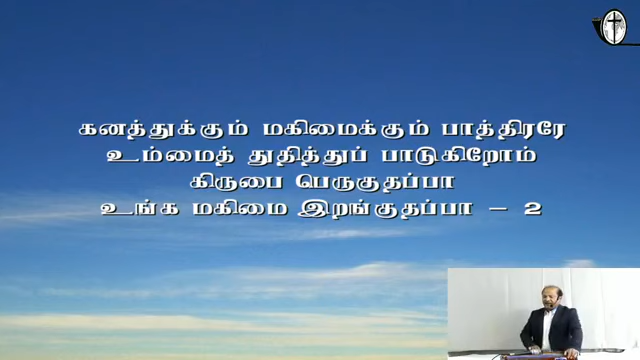 கனத்துக்கும் மகிமைக்கும் பாத்திரரே
உம்மைத் துதித்துப் பாடுகிறோம்
கிருபை பெருகுதப்பா
உங்க மகிமை இறங்குதப்பா - 2